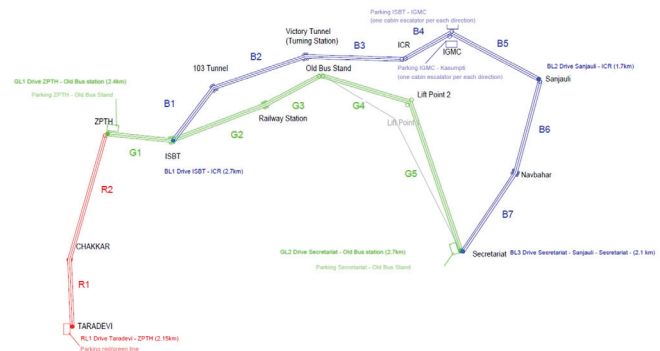 Parking ISBT - IGMC
(one cabin escalator per each direction)
Victory Tunnel
(Turning Station)
B4
ICR
IGMC
B5
B3
B2
Parking IGMC - Kasumpti
(one cabin escalator per each direction)
103 Tunnel
Old Bus Stand
BL2 Drive Sanjauli - ICR (1.7km)
Sanjauli
GL1 Drive ZPTH - Old Bus station (2.4km)
Parking ZPTH - Old Bus Stand
B1
G3
G4
Lift Point 2
Railway Station
Lift Point
ZPTH
G2
B6
G1
ISBT
BL1 Drive ISBT - ICR (2.7km)
G5
Navbahar
R2
B7
CHAKKAR
GL2 Drive Secretariat - Old Bus station (2.7km)
Secretariat
BL3 Drive Secretariat - Sanjauli - Secretariat - (2.1 km)
Parking Secretariat - Old Bus Stand
R1
TARADEVI
RL1 Drive Taradevi - ZPTH (2.15km)
Parking red/green line